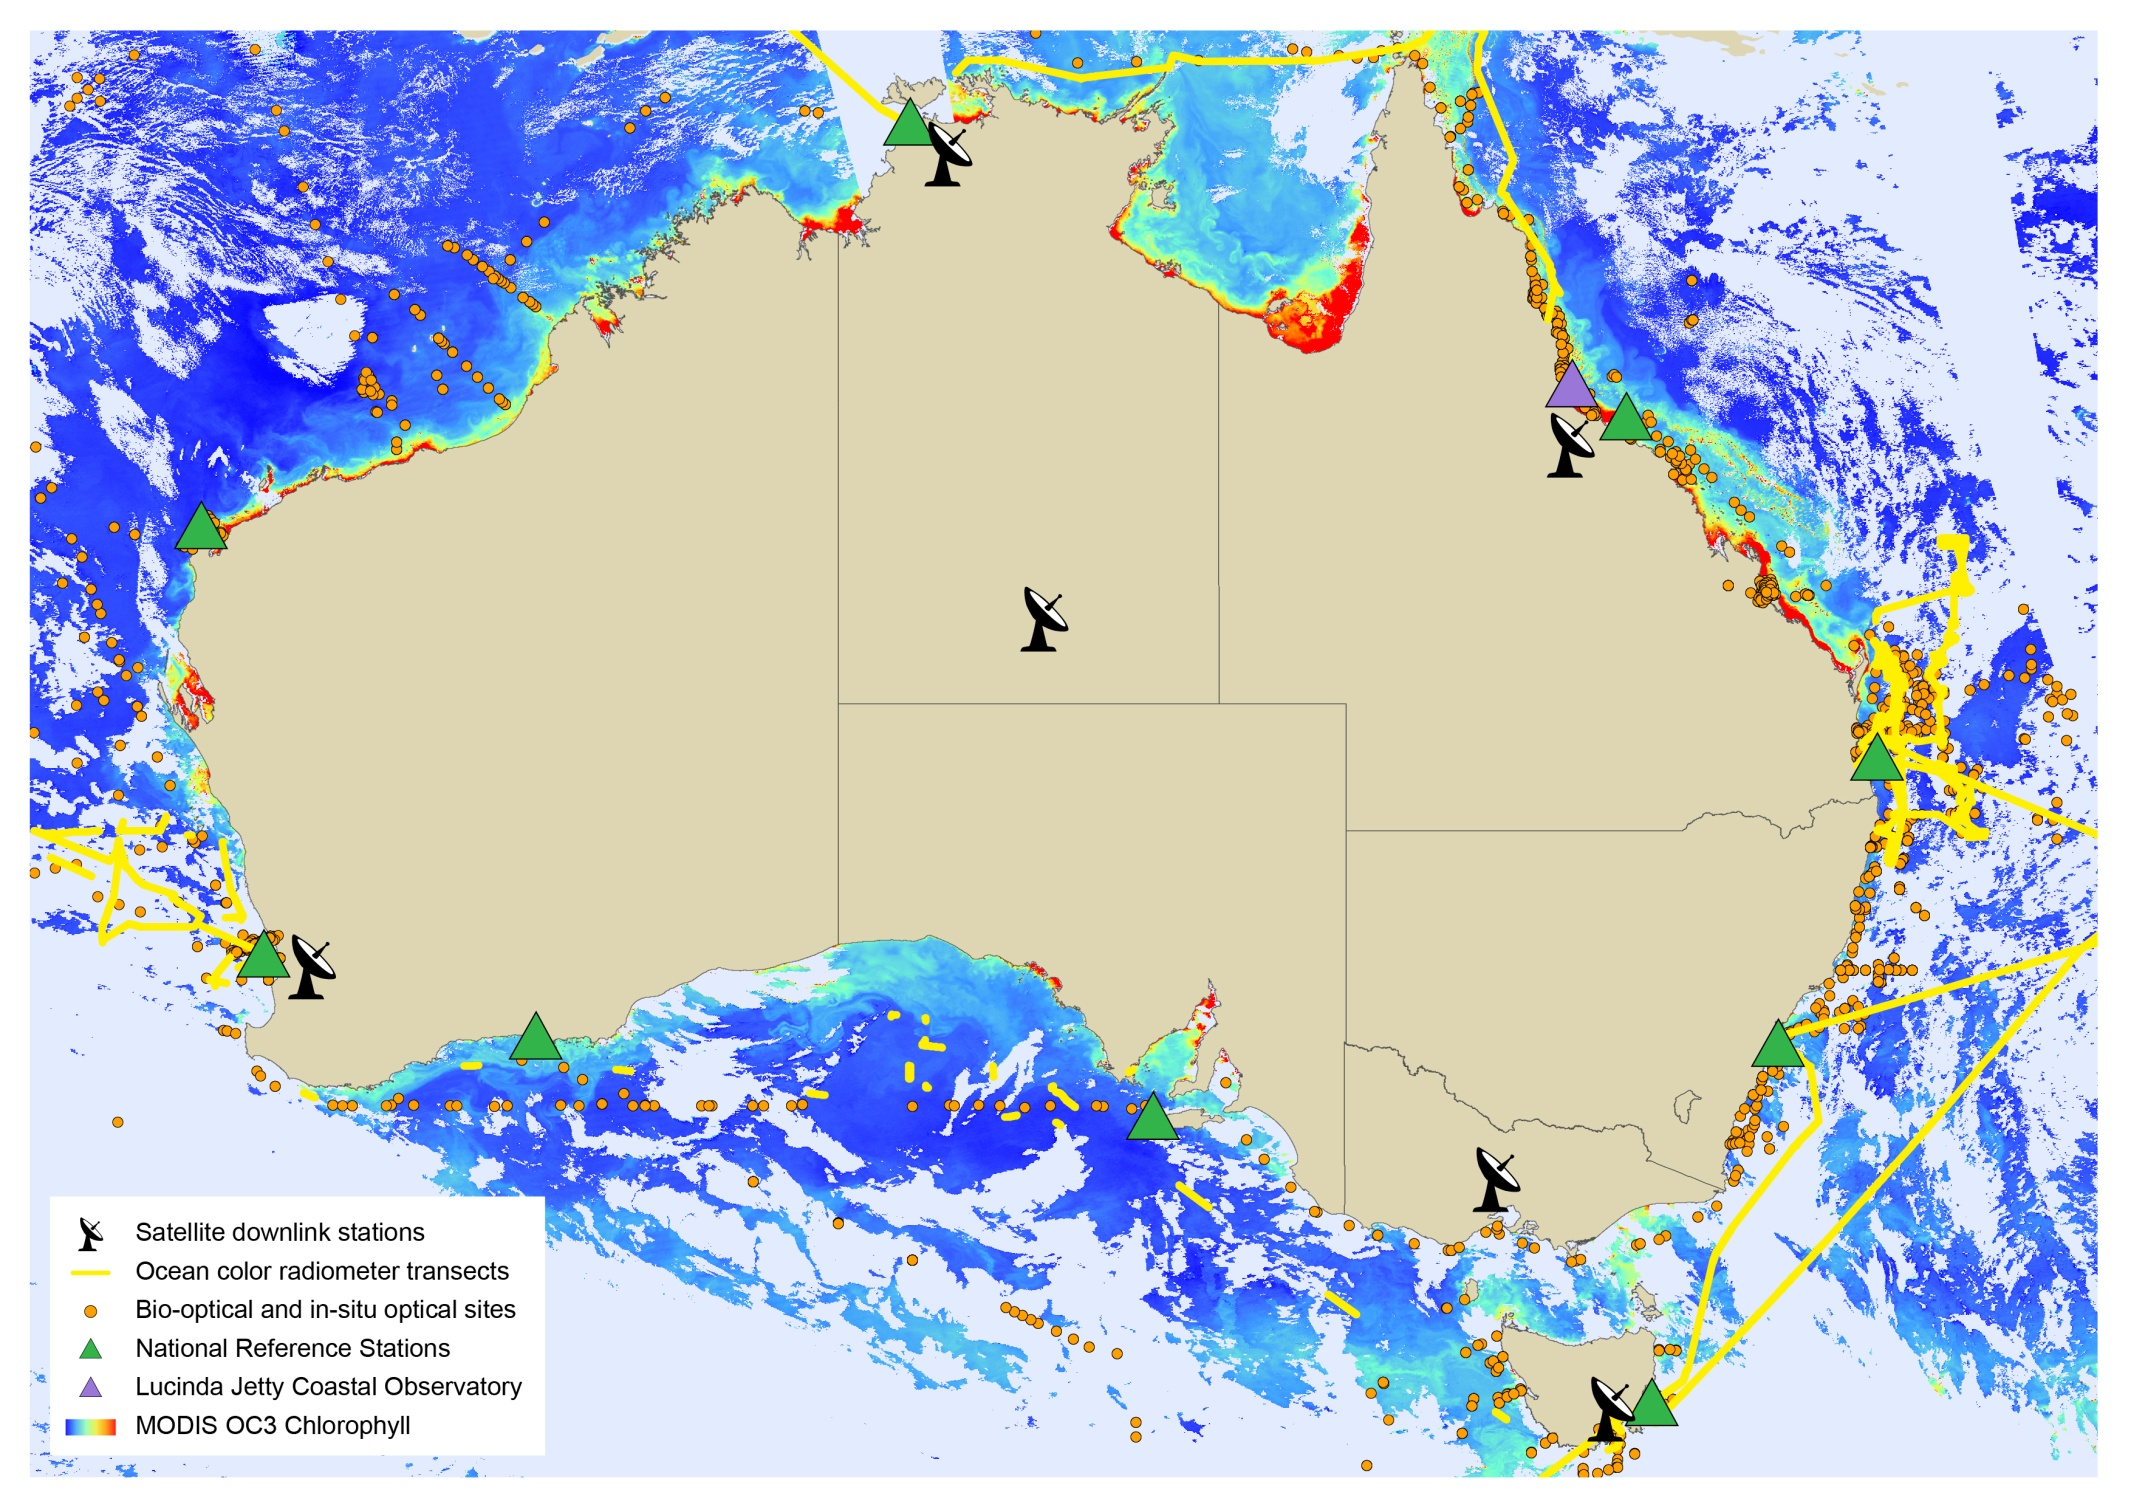 Satellite downlink stations
Ocean color radiometer transects
Bio-optical and in-situ optical sites
National Reference Stations
Lucinda Jetty Coastal Observatory
MODIS OC3 Chlorophyll